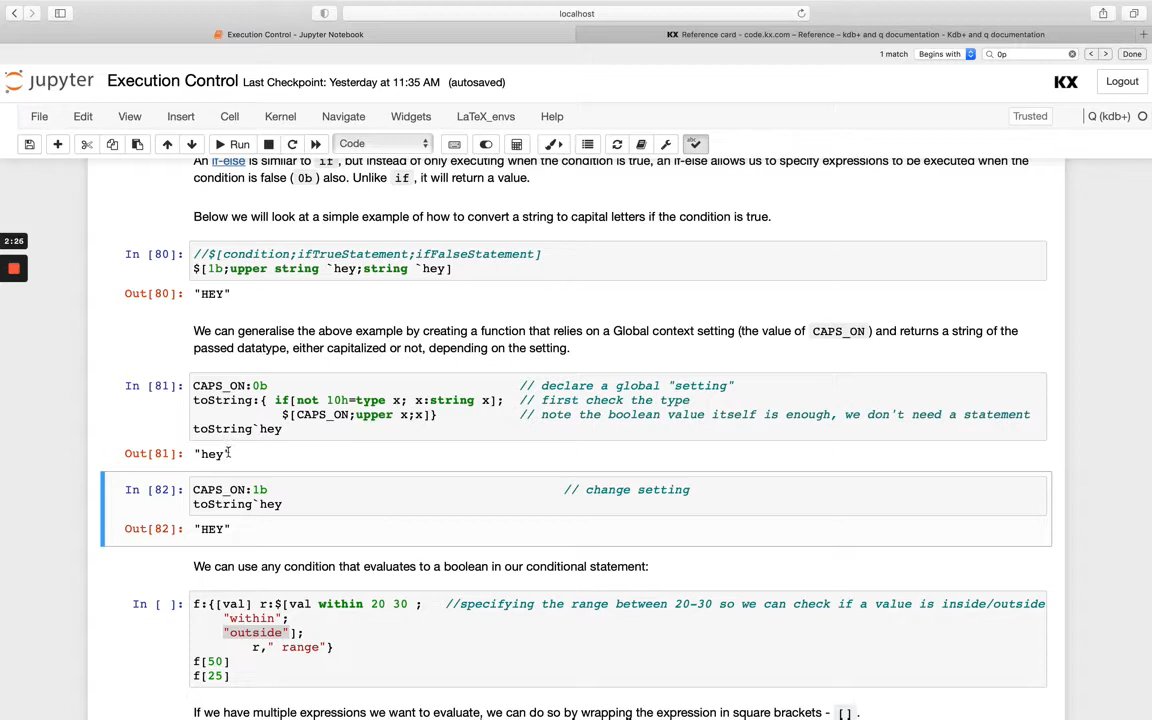 localhost
Execution Control - Jupyter Notebook
KX Reference card - code.kx.com - Reference – kdb+ and q documentation - Kdb+ and q documentation
1 match Begins with 0p Done
jupyter Execution Control Last Checkpoint: Yesterday at 11:35 AM (autosaved) KX Logout
File Edit View Insert Cell Kernel Navigate Widgets LaTeX_envs Help Trusted Q (kdb+)
Run Code
An if-else is similar to if , but instead of only executing when the condition is true, an if-else allows us to specify expressions to be executed when the
condition is false ( 0b ) also. Unlike if , it will return a value.
Below we will look at a simple example of how to convert a string to capital letters if the condition is true.
2:26
In [80]: //$[condition;ifTrueStatement;ifFalseStatement]
$[1b;upper string `hey;string `hey]
Out[80]: "HEY"
We can generalise the above example by creating a function that relies on a Global context setting (the value of CAPS_ON ) and returns a string of the
passed datatype, either capitalized or not, depending on the setting.
In [81]: CAPS_ON:0b // declare a global "setting"
toString:{ if[not 10h=type x; x:string x]; // first check the type
$[CAPS_ON;upper x;x]} // note the boolean value itself is enough, we don't need a statement
toString`hey
Out[81]: "hey"
In [82]: CAPS_ON:1b // change setting
toString`hey
Out[82]: "HEY"
We can use any condition that evaluates to a boolean in our conditional statement:
In [ ]: f:{[val] r:$[val within 20 30 ; //specifying the range between 20-30 so we can check if a value is inside/outside
"within";
"outside"];
r," range"}
f[50]
f[25]
If we have multiple expressions we want to evaluate, we can do so by wrapping the expression in square brackets - [] .